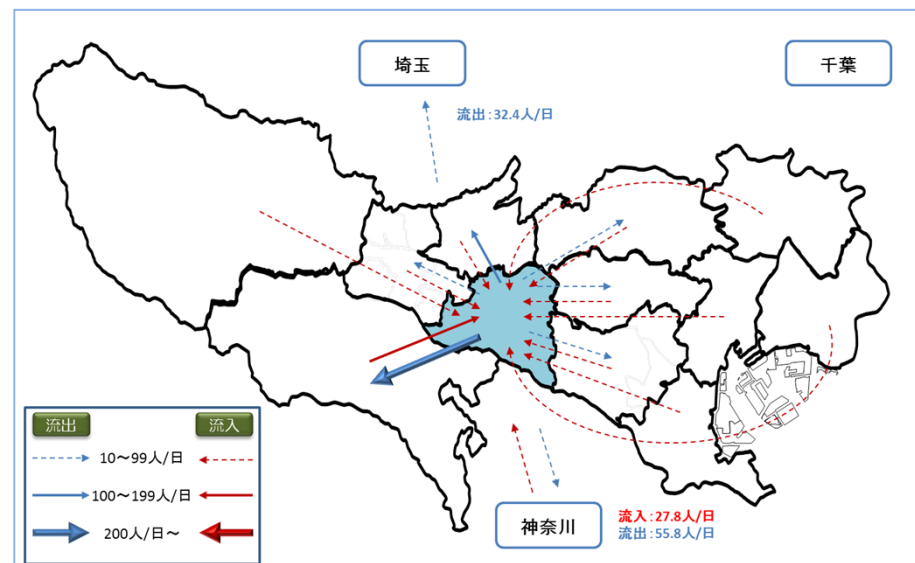 埼玉
千葉
流出:32.4人/日
流出
流入
10~99人/日
100~199人/日
200人/日~
神奈川
流入:27.8人/日
流出:55.8人/日